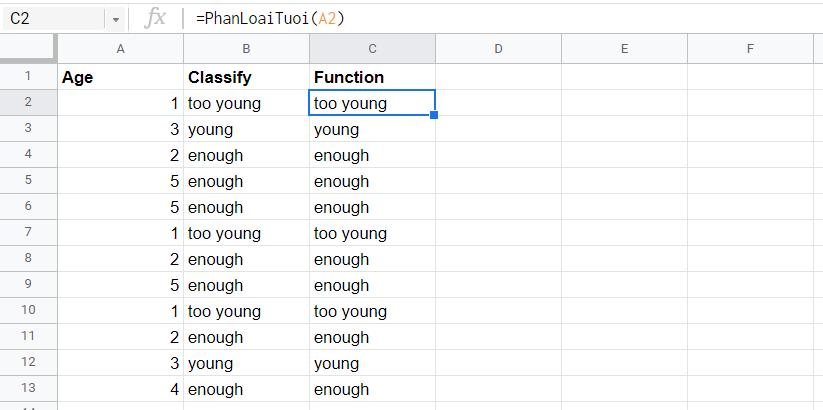 C2 fx =PhanLoaiTuoi(A2)
A B C D E F
1 Age Classify Function
2 1 too young too young
3 3 young young
4 2 enough enough
5 5 enough enough
6 5 enough enough
7 1 too young too young
8 2 enough enough
9 5 enough enough
10 1 too young too young
11 2 enough enough
12 3 young young
13 4 enough enough